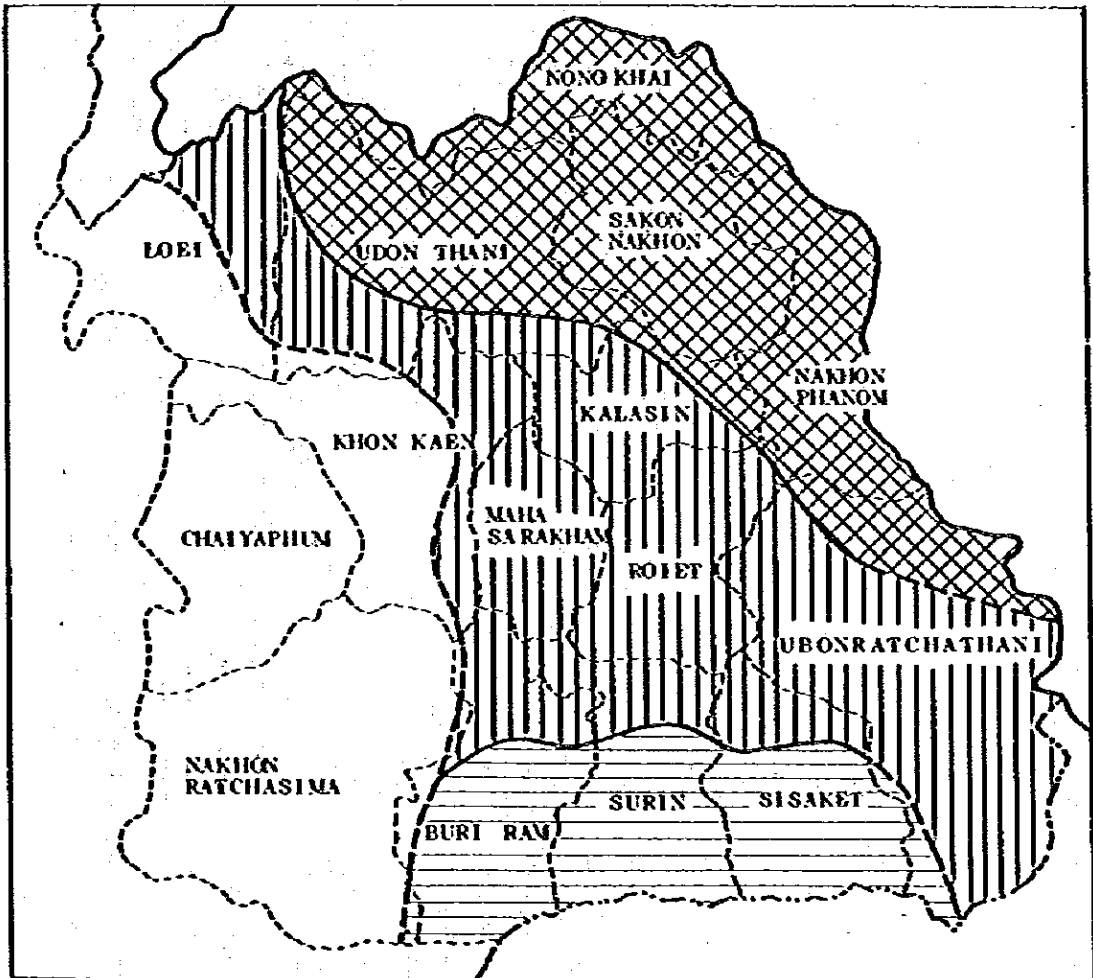 NONO KHAI
SAKON
NAKHON
LOEI
UDON THANI
NAKHON
PHANOM
KALASIN
KHON KAEN
MAHA
SARAKHAM
CHAIYAPHUM
ROIET
UBONRATCHATHANI
NAKHON
RATCHASIMA
SURIN
SISAKET
BURI RAM